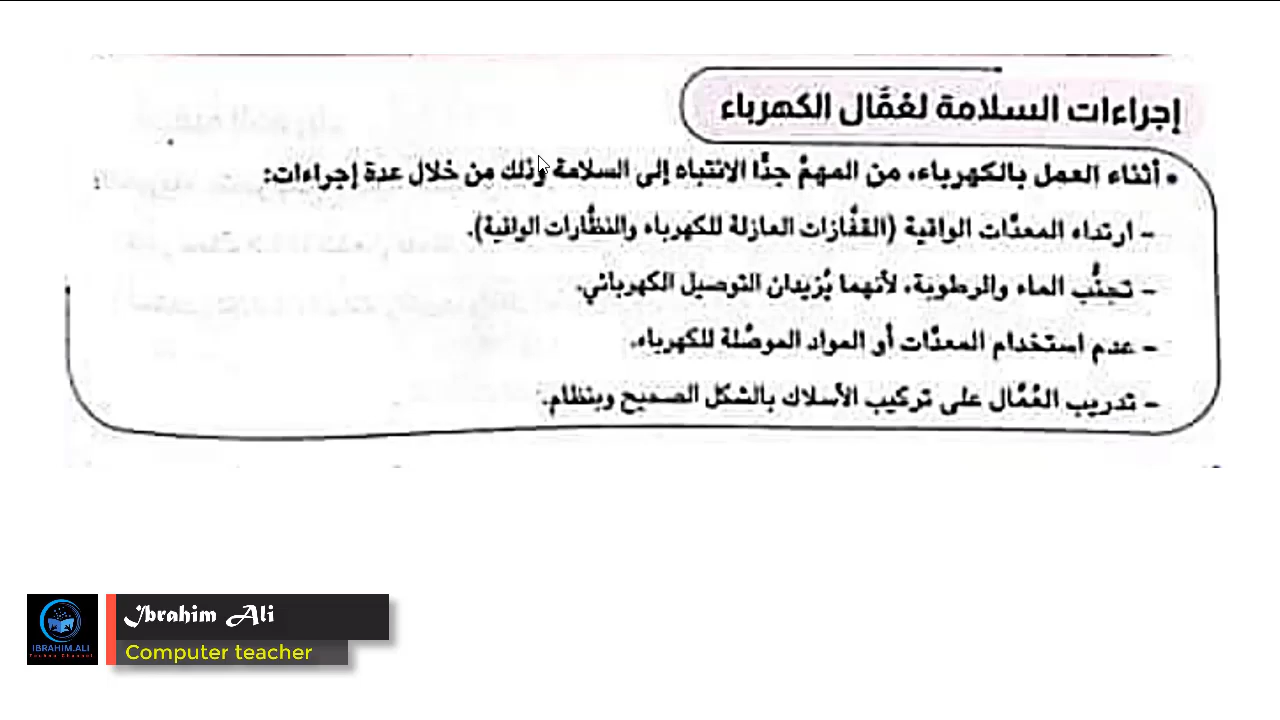 إجراءات السلامة لعُمَّال الكهرباء
• أثناء العمل بالكهرباء، من المهمّ جدًّا الانتباه إلى السلامة وذلك من خلال عدة إجراءات:
- ارتداء المعدَّات الواقية (القفَّازات العازلة للكهرباء والنظَّارات الواقية).
- تجنُّب الماء والرطوبة، لأنهما يُزيدان التوصيل الكهربائي.
- عدم استخدام المعدَّات أو المواد الموصَّلة للكهرباء.
- تدريب العُمَّال على تركيب الأسلاك بالشكل الصحيح وبنظام.
Ibrahim Ali
Computer teacher
IBRAHIM.ALI